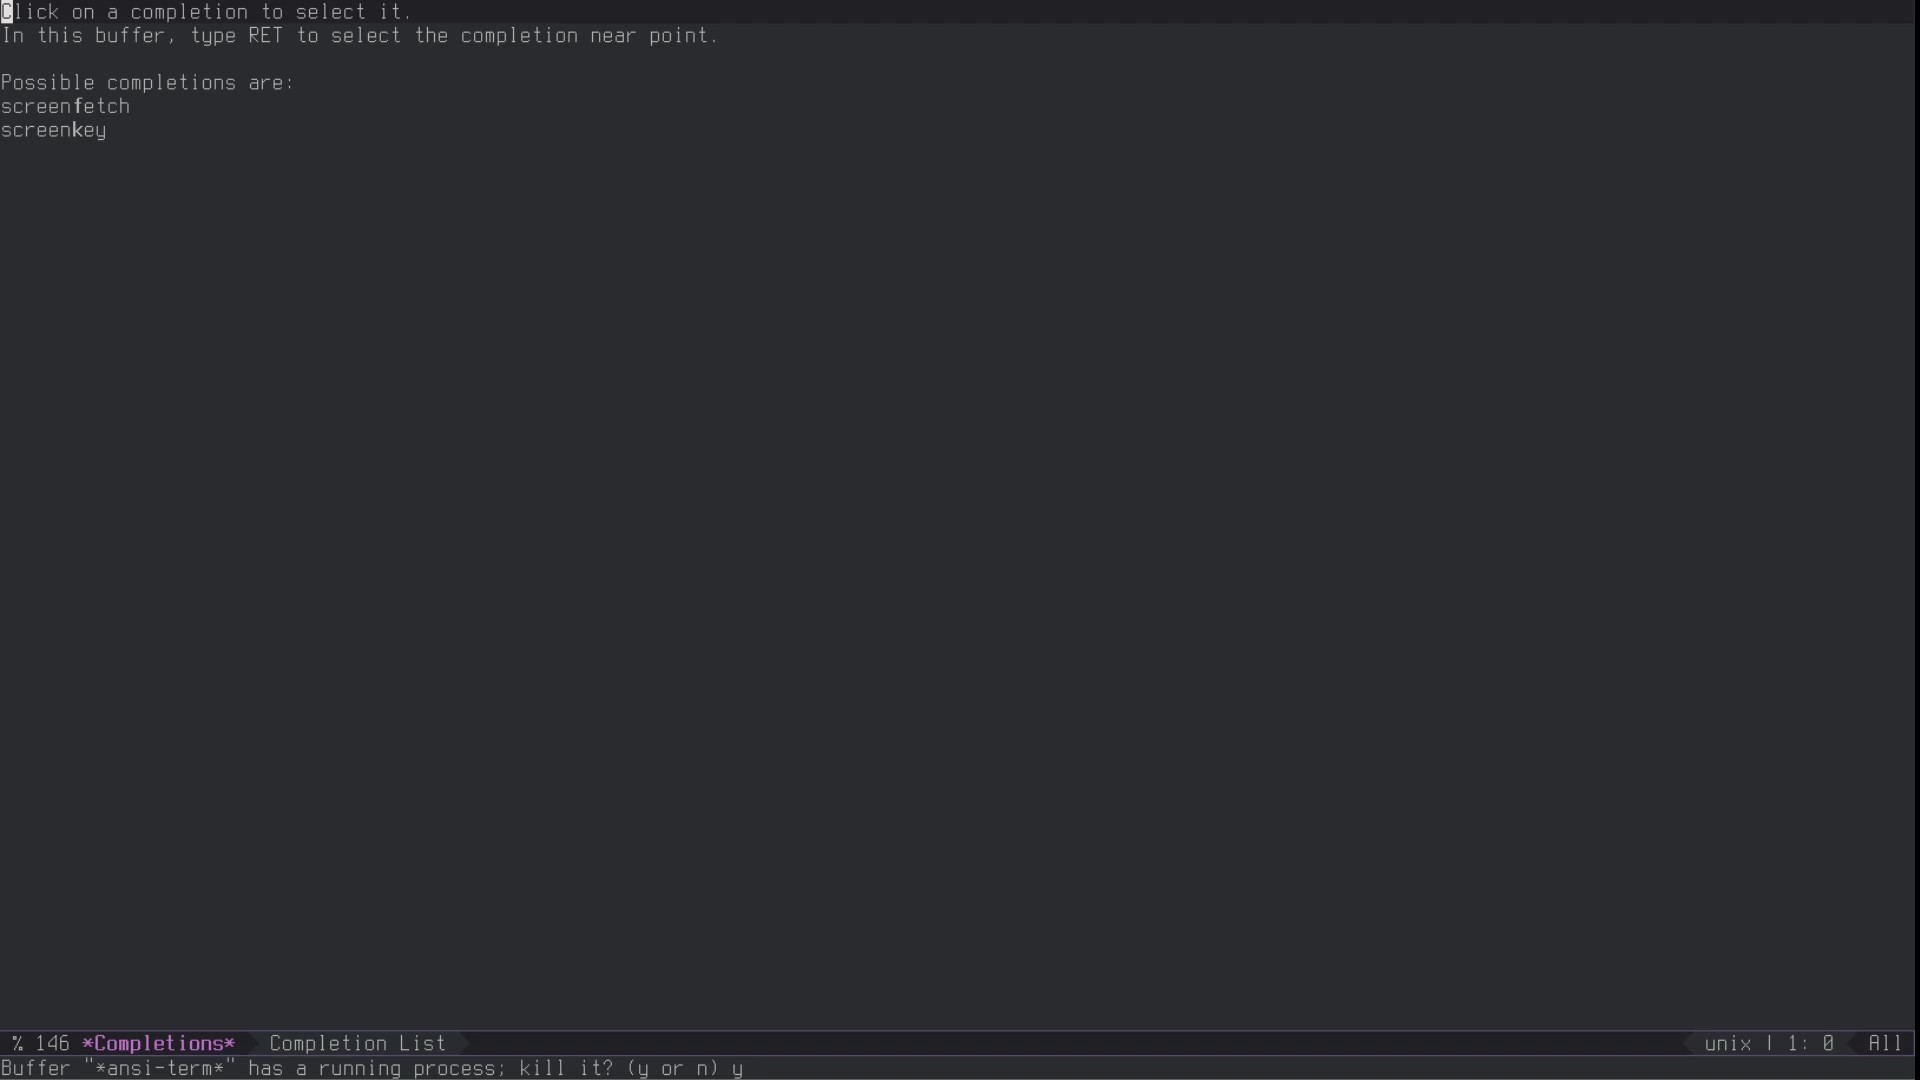 Click on a completion to select it.
In this buffer, type RET to select the completion near point.
Possible completions are:
screenfetch
screenkey
% 146 *Completions* Completion List unix | 1: 0 All
Buffer "*ansi-term*" has a running process; kill it? (y or n) y